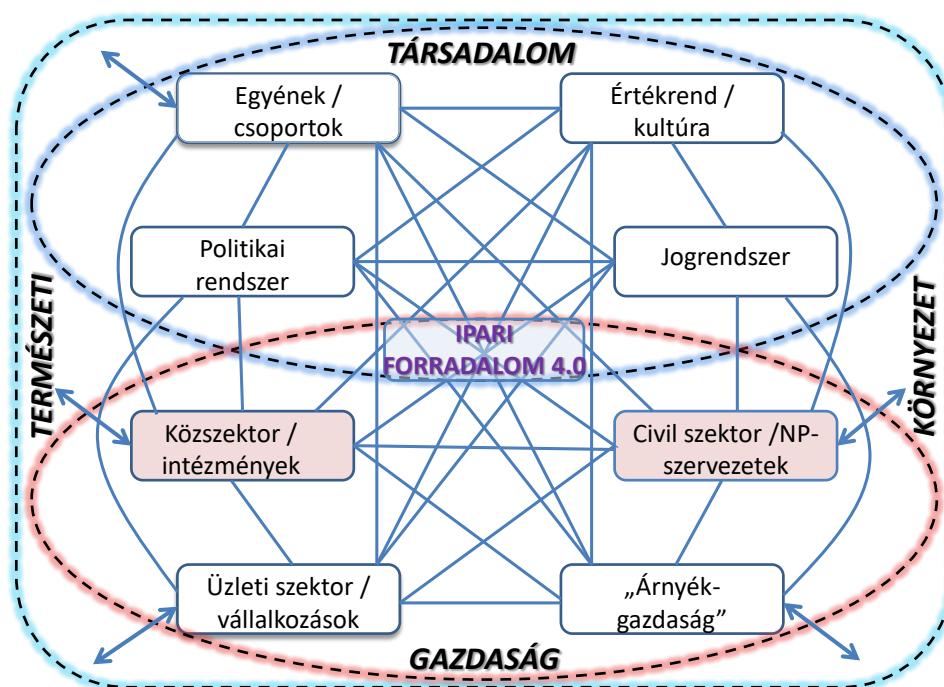 TÁRSADALOM
Egyének /
csoportok
Értékrend /
kultúra
Politikai
rendszer
Jogrendszer
TERMÉSZETI
KÖRNYEZET
IPARI
FORRADALOM 4.0
Közszektor /
intézmények
Civil szektor /NP-
szervezetek
Üzleti szektor /
vállalkozások
„Árnyék-
gazdaság”
GAZDASÁG